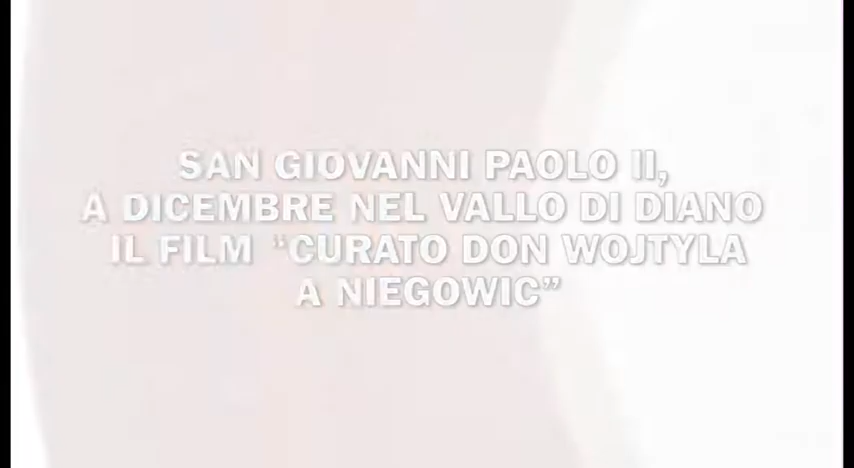 SAN GIOVANNI PAOLO II,
A DICEMBRE NEL VALLO DI DIANO
IL FILM “CURATO DON WOJTYLA
A NIEGOWIC”